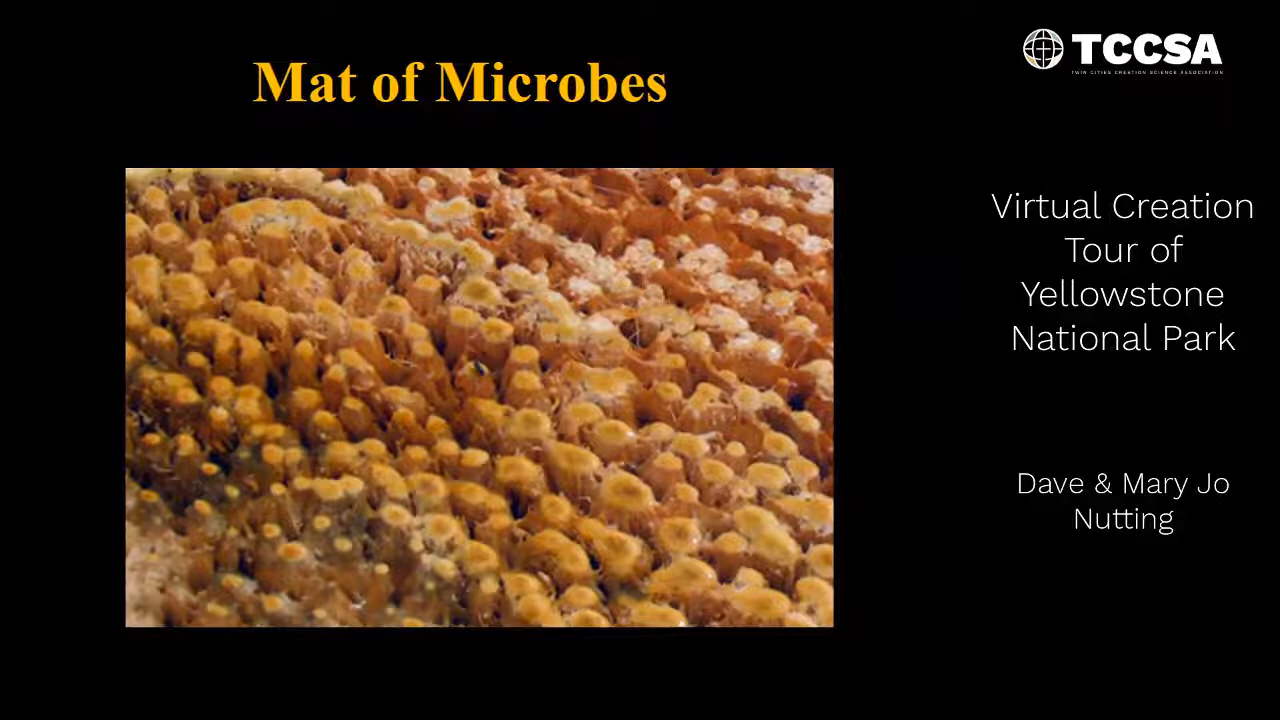 Mat of Microbes
TCCSA
TWIN CITIES CREATION SCIENCE ASSOCIATION
Virtual Creation
Tour of
Yellowstone
National Park
Dave & Mary Jo
Nutting